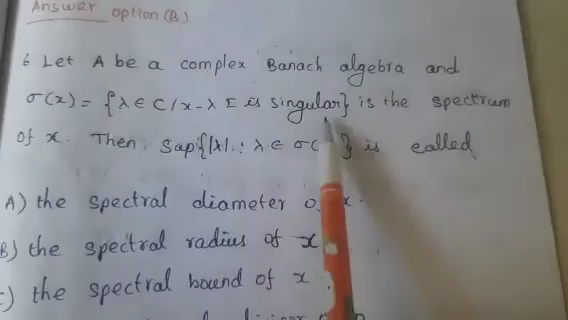 Answer option (B)
6 Let A be a complex Banach algebra and
σ(x) = {λ ∈ C / x-λ I is singular} is the spectrum
of x. Then Sap{|λ| : λ ∈ σ( } is called
A) the spectral diameter of x.
B) the spectral radius of x
C) the spectral bound of x.